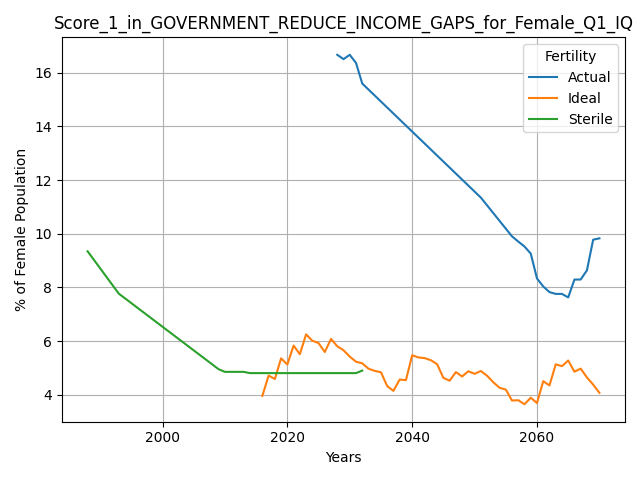 Score_1_in_GOVERNMENT_REDUCE_INCOME_GAPS_for_Female_Q1_IQ
Fertility
Actual
Ideal
Sterile
16
14
12
10
8
6
4
% of Female Population
2000 2020 2040 2060
Years